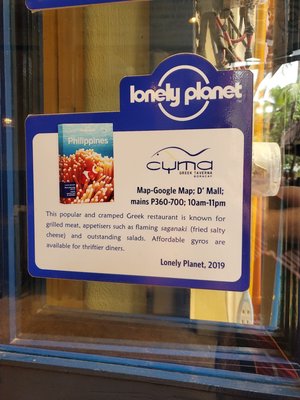 lonely planet
Philippines
cyma
GREEK TAVERNA
BORACAY
Map-Google Map; D' Mall;
mains P360-700; 10am-11pm
This popular and cramped Greek restaurant is known for
grilled meat, appetisers such as flaming saganaki (fried salty
cheese) and outstanding salads. Affordable gyros are
available for thriftier diners.
Lonely Planet, 2019